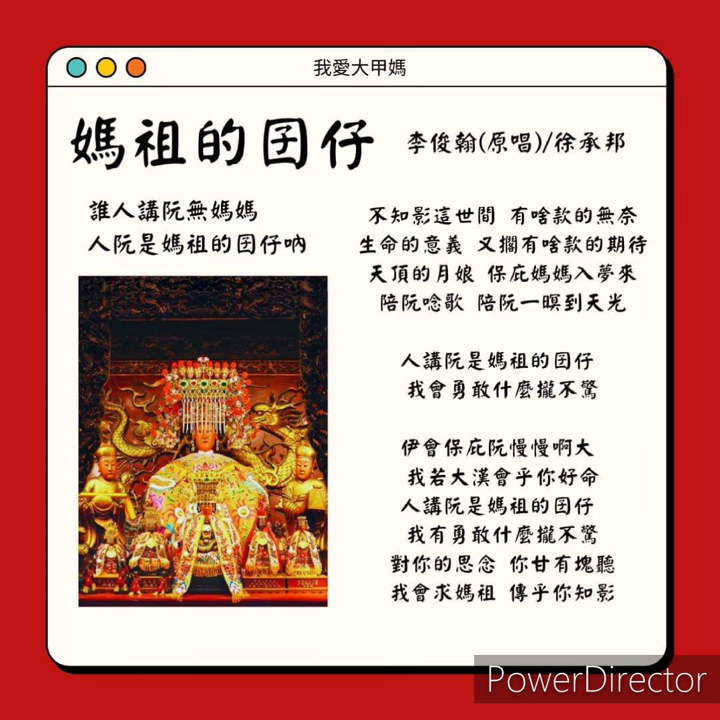 我愛大甲媽
媽祖的囝仔
李俊翰(原唱)/徐承邦
誰人講阮無媽媽
人阮是媽祖的囝仔吶
不知影這世間 有啥款的無奈
生命的意義 又擱有啥款的期待
天頂的月娘 保庇媽媽入夢來
陪阮唸歌 陪阮一暝到天光
人講阮是媽祖的囝仔
我會勇敢什麼攏不驚
伊會保庇阮慢慢啊大
我若大漢會乎你好命
人講阮是媽祖的囝仔
我有勇敢什麼攏不驚
對你的思念 你甘有塊聽
我會求媽祖 傳乎你知影
PowerDirector